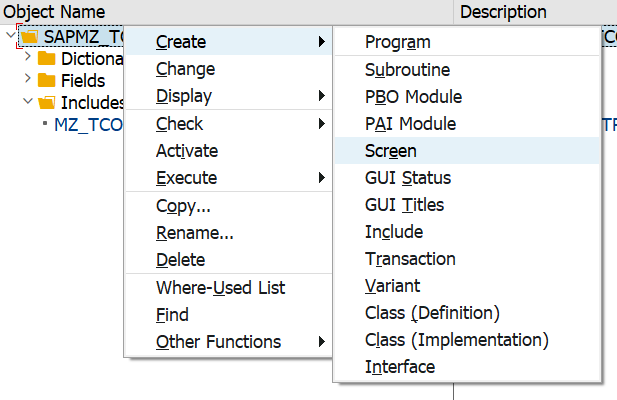 Object Name Description
SAPMZ_TC
Create
Change
Display
Check
Activate
Execute
Copy...
Rename...
Delete
Where-Used List
Find
Other Functions
Program
Subroutine
PBO Module
PAI Module
Screen
GUI Status
GUI Titles
Include
Transaction
Variant
Class (Definition)
Class (Implementation)
Interface
Dictiona
Fields
Includes
MZ_TCO